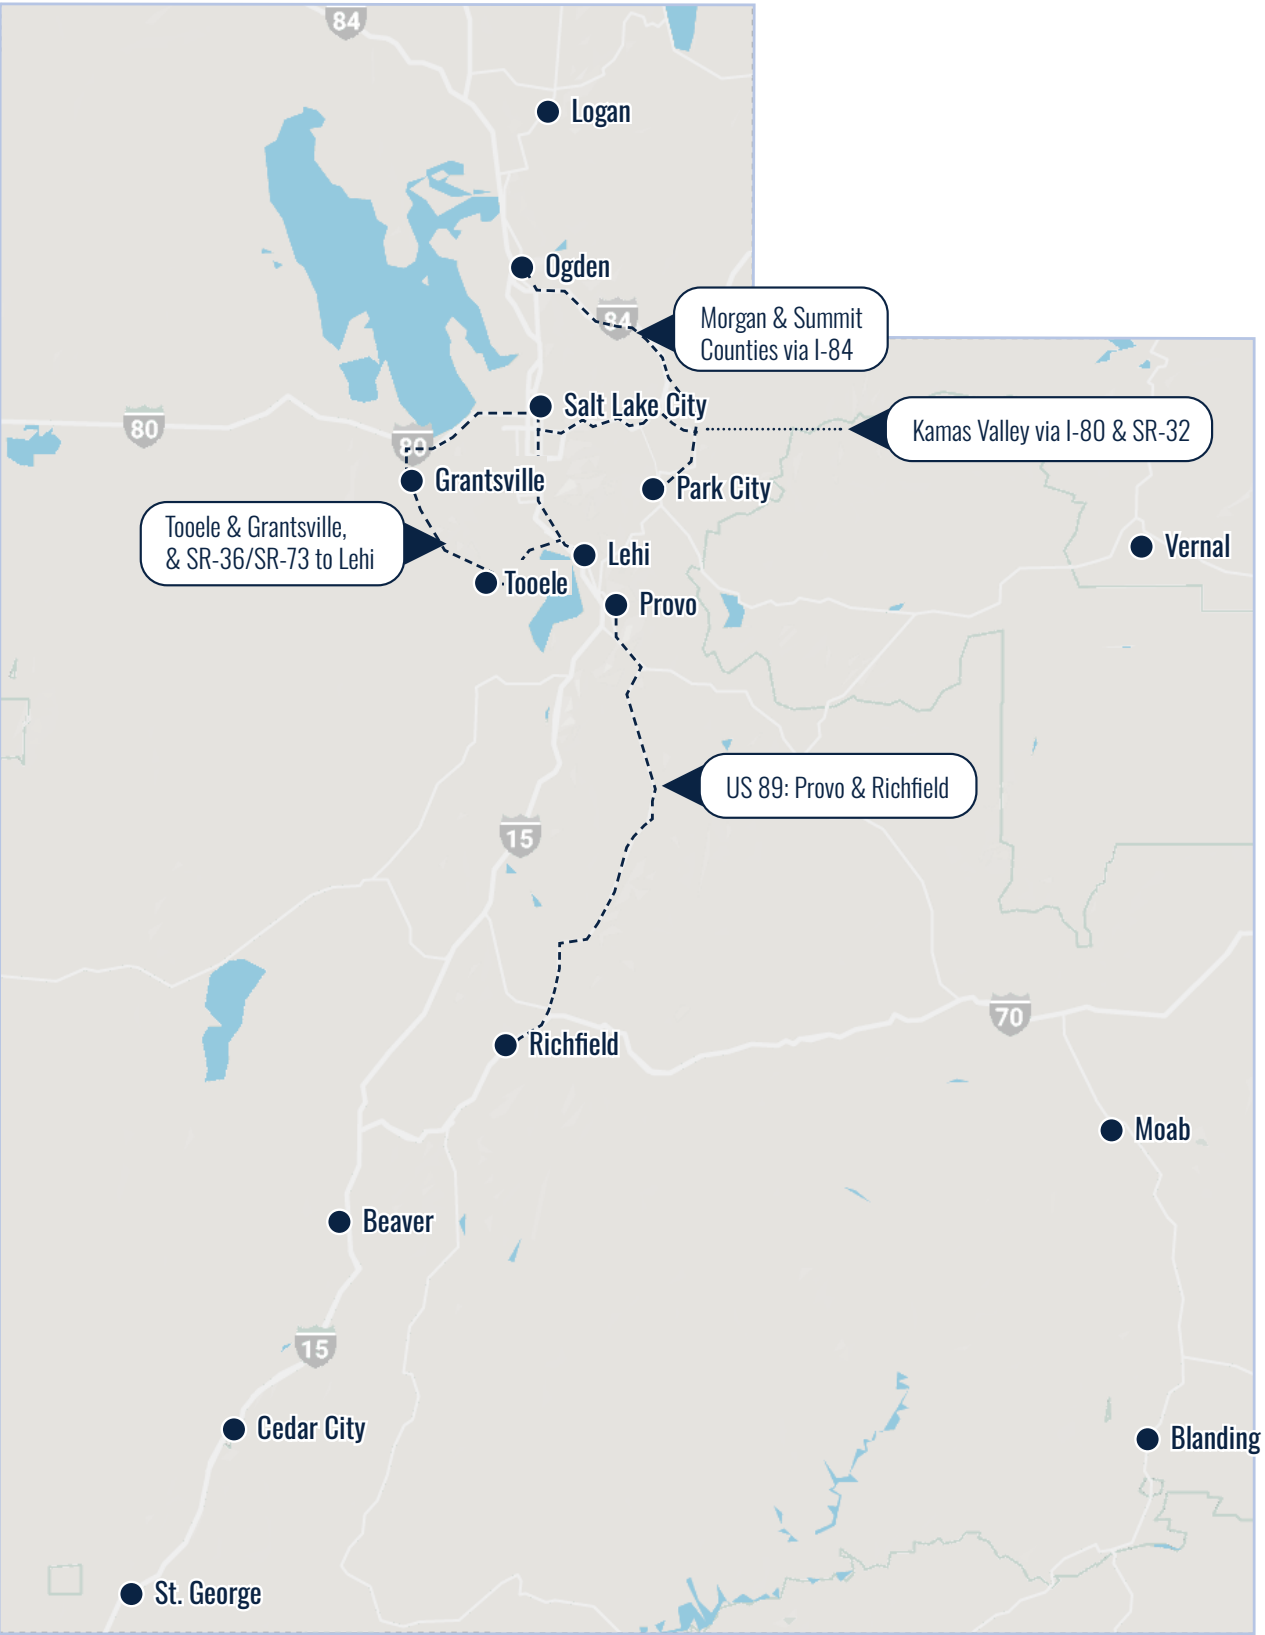 84
Logan
Ogden
84
Morgan & Summit
Counties via I-84
Salt Lake City
80
80
Kamas Valley via I-80 & SR-32
Grantsville
Park City
Tooele & Grantsville,
& SR-36/SR-73 to Lehi
Lehi
Vernal
Tooele
Provo
US 89: Provo & Richfield
15
70
Richfield
Moab
Beaver
15
Cedar City
Blanding
St. George